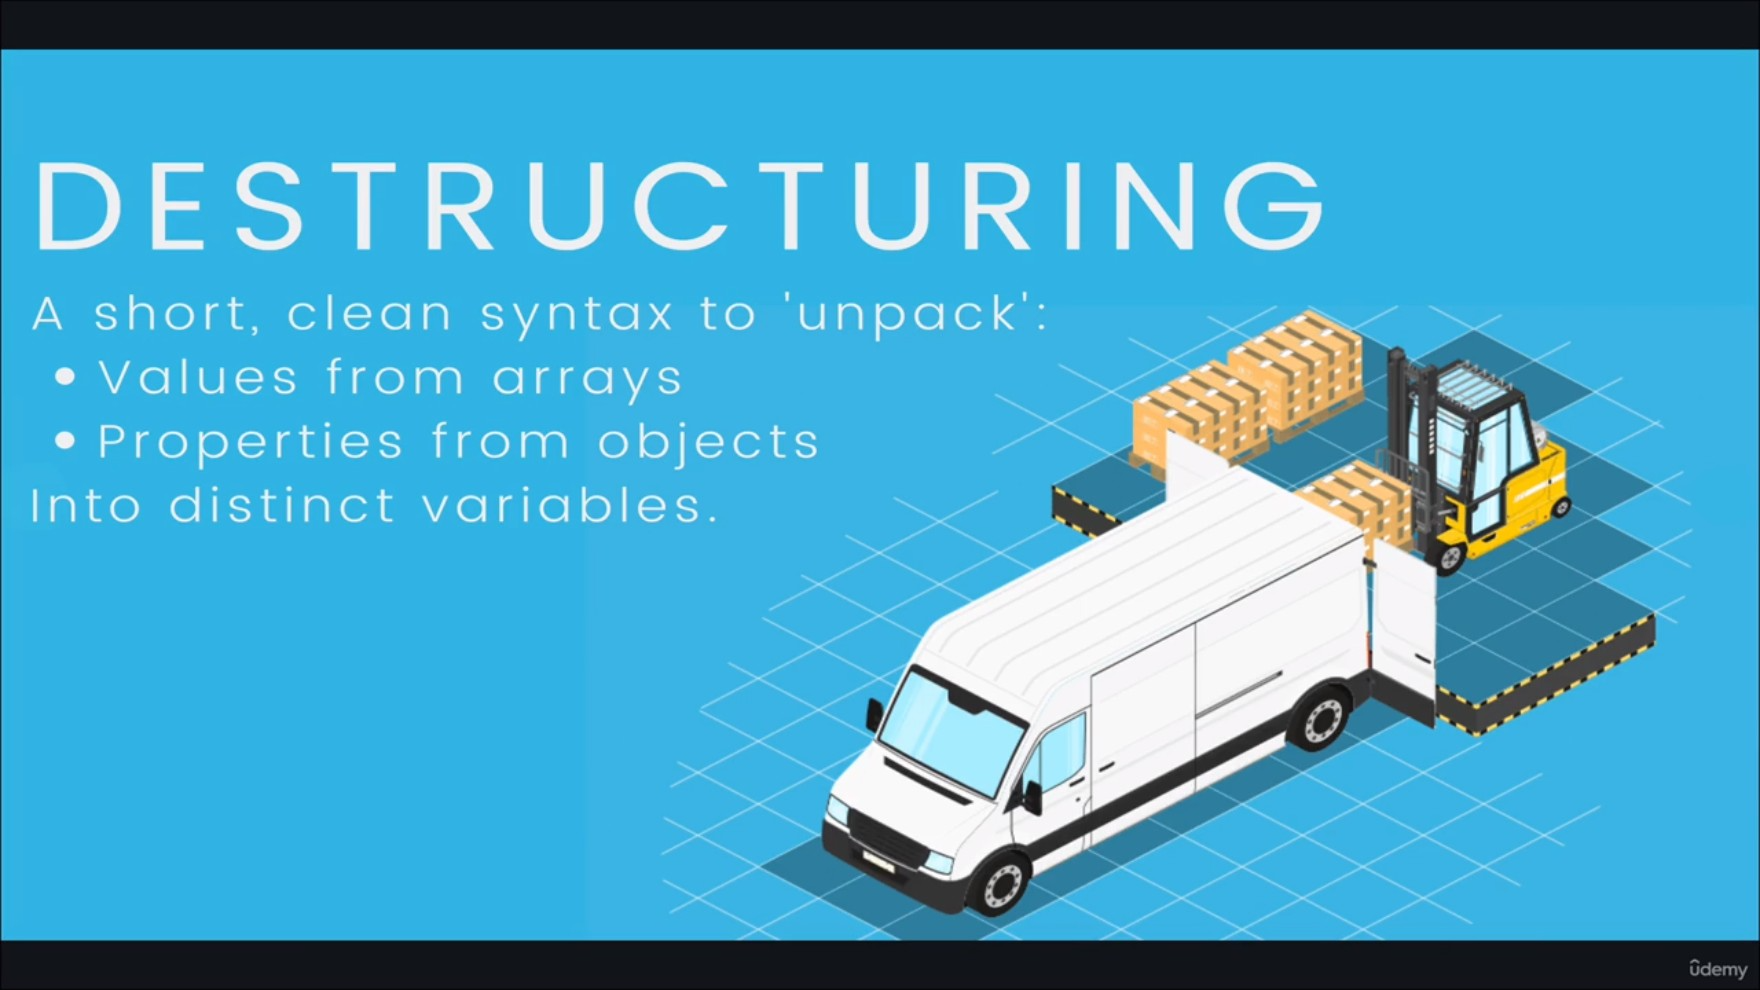 DESTRUCTURING
A short, clean syntax to 'unpack':
• Values from arrays
• Properties from objects
Into distinct variables.
ûdemy